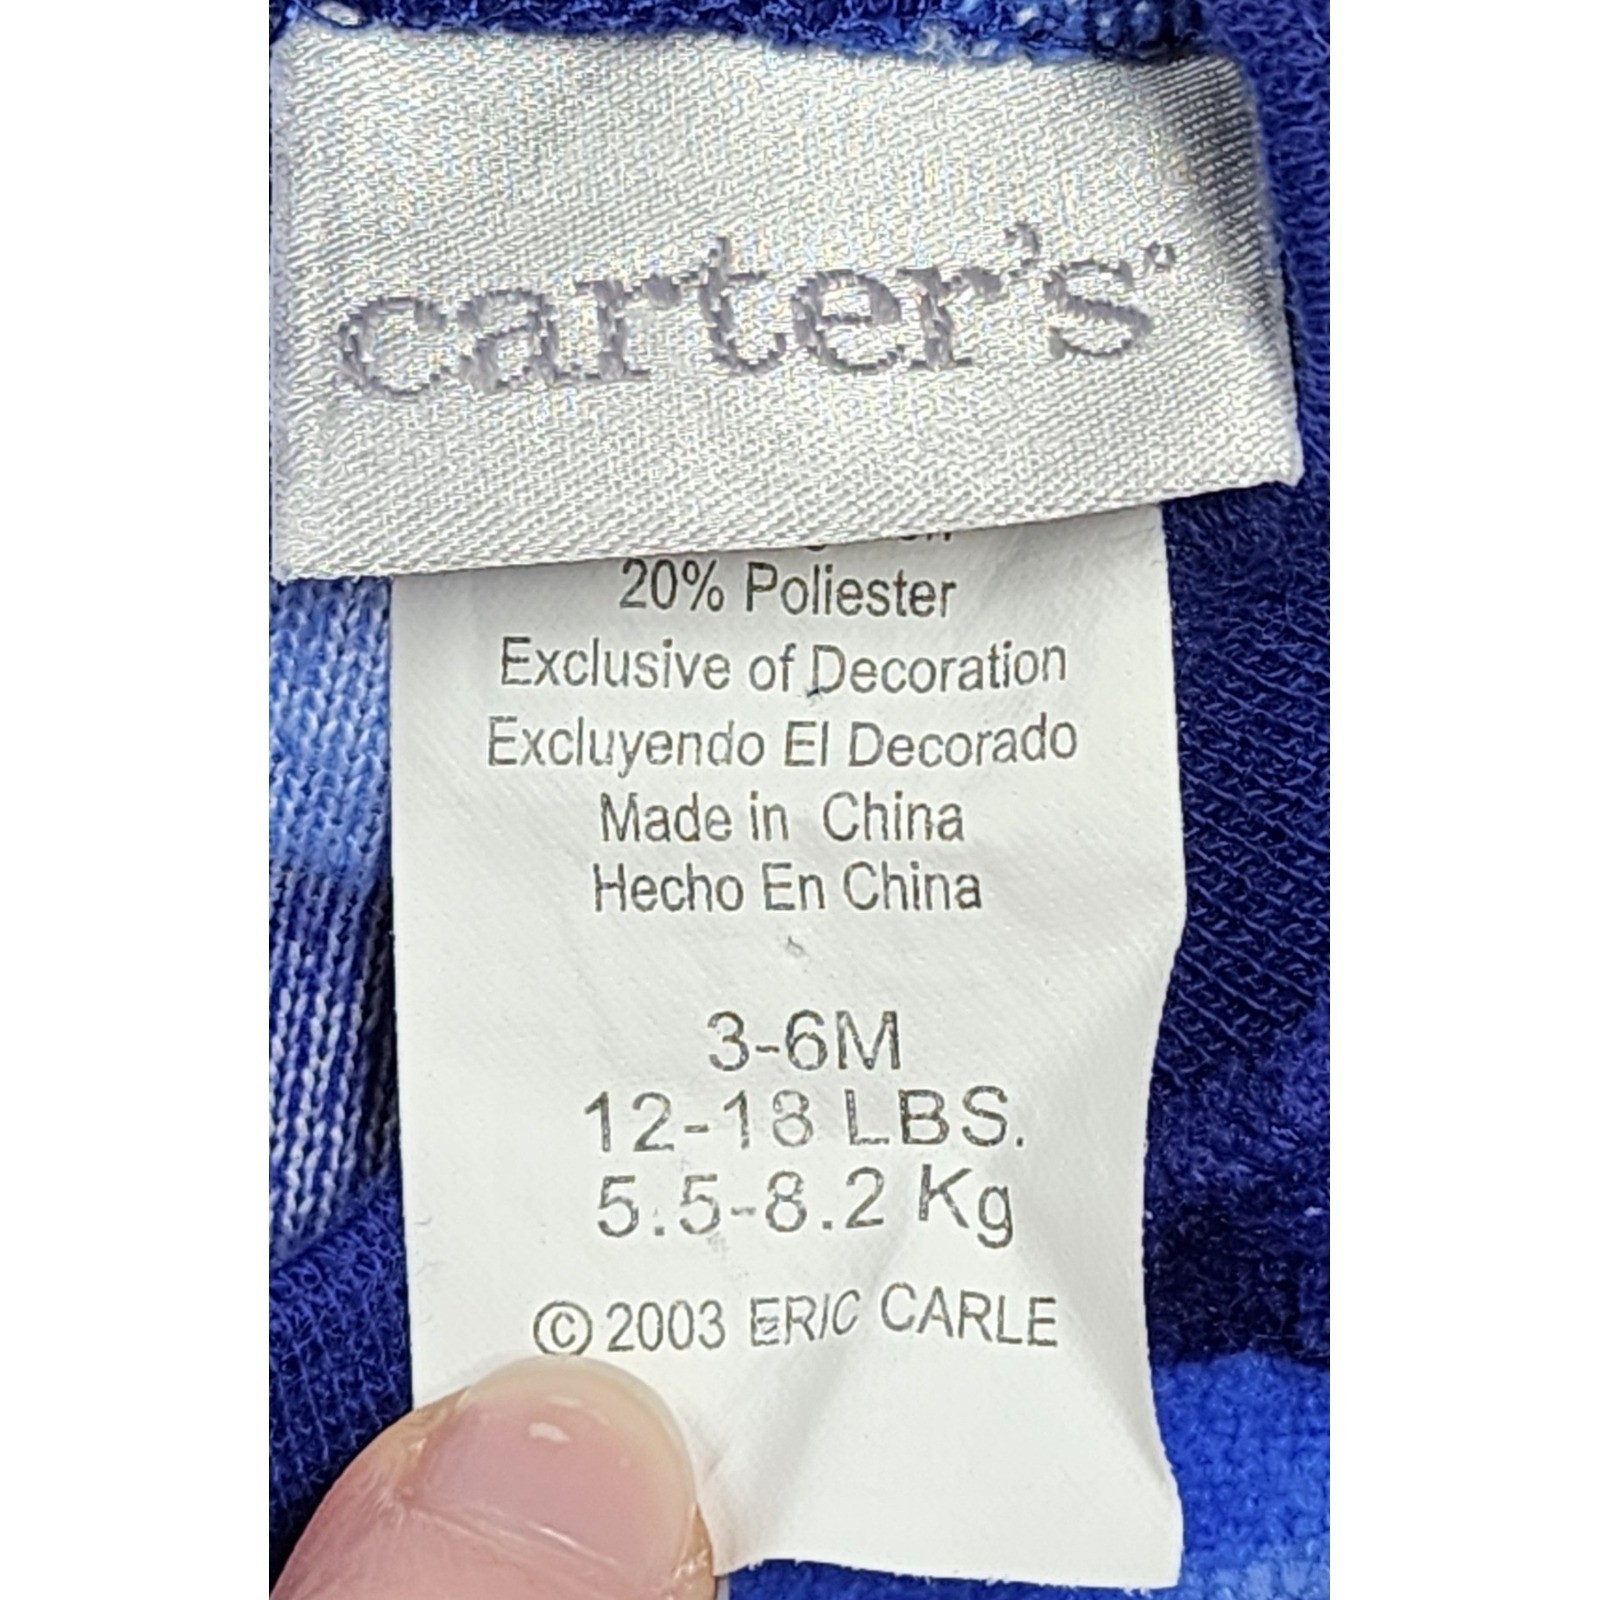 carter's
20% Poliester
Exclusive of Decoration
Excluyendo El Decorado
Made in China
Hecho En China
3-6M
12-18 LBS.
5.5-8.2 Kg
© 2003 ERIC CARLE